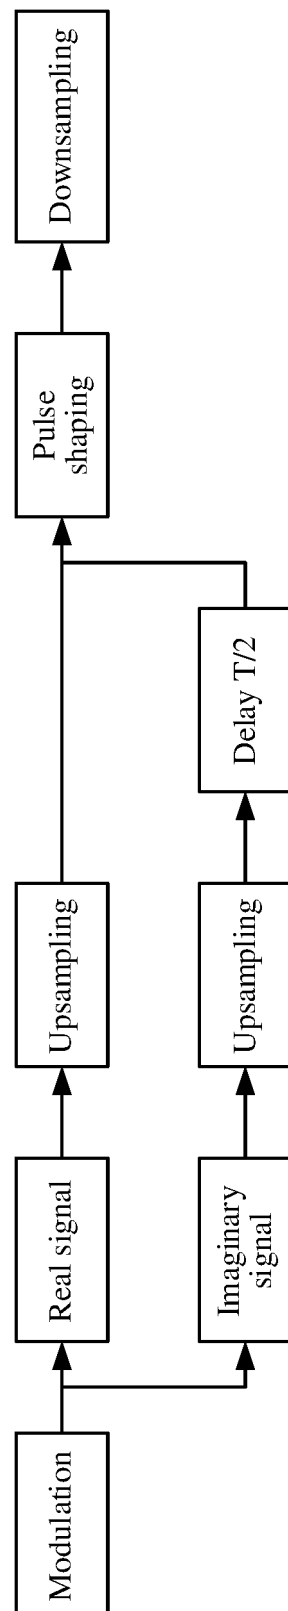 Modulation
Real signal
Upsampling
Imaginary
signal
Upsampling
Delay T/2
Pulse
shaping
Downsampling